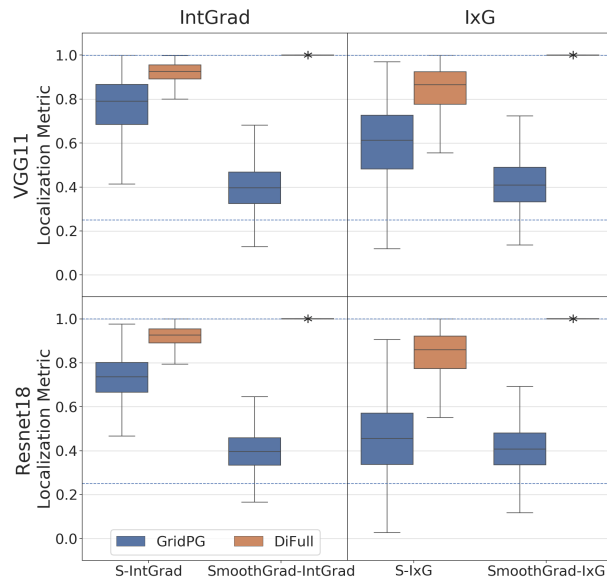 IntGrad
IxG
VGG11
Localization Metric
1.0
0.8
0.6
0.4
0.2
0.0
*
*
Resnet18
Localization Metric
1.0
0.8
0.6
0.4
0.2
0.0
*
*
GridPG
DiFull
S-IntGrad
SmoothGrad-IntGrad
S-IxG
SmoothGrad-IxG